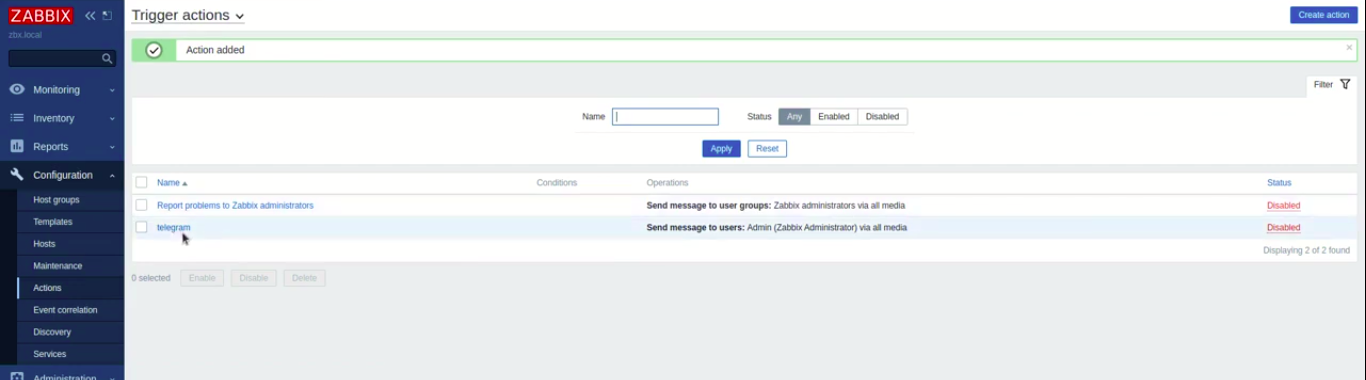 ZABBIX
zbx.local
Monitoring
Inventory
Reports
Configuration
Host groups
Templates
Hosts
Maintenance
Actions
Event correlation
Discovery
Services
Administration
Trigger actions
Create action
Action added
Filter
Name
Status Any Enabled Disabled
Apply Reset
Name Conditions Operations Status
Report problems to Zabbix administrators Send message to user groups: Zabbix administrators via all media Disabled
telegram Send message to users: Admin (Zabbix Administrator) via all media Disabled
Displaying 2 of 2 found
0 selected Enable Disable Delete